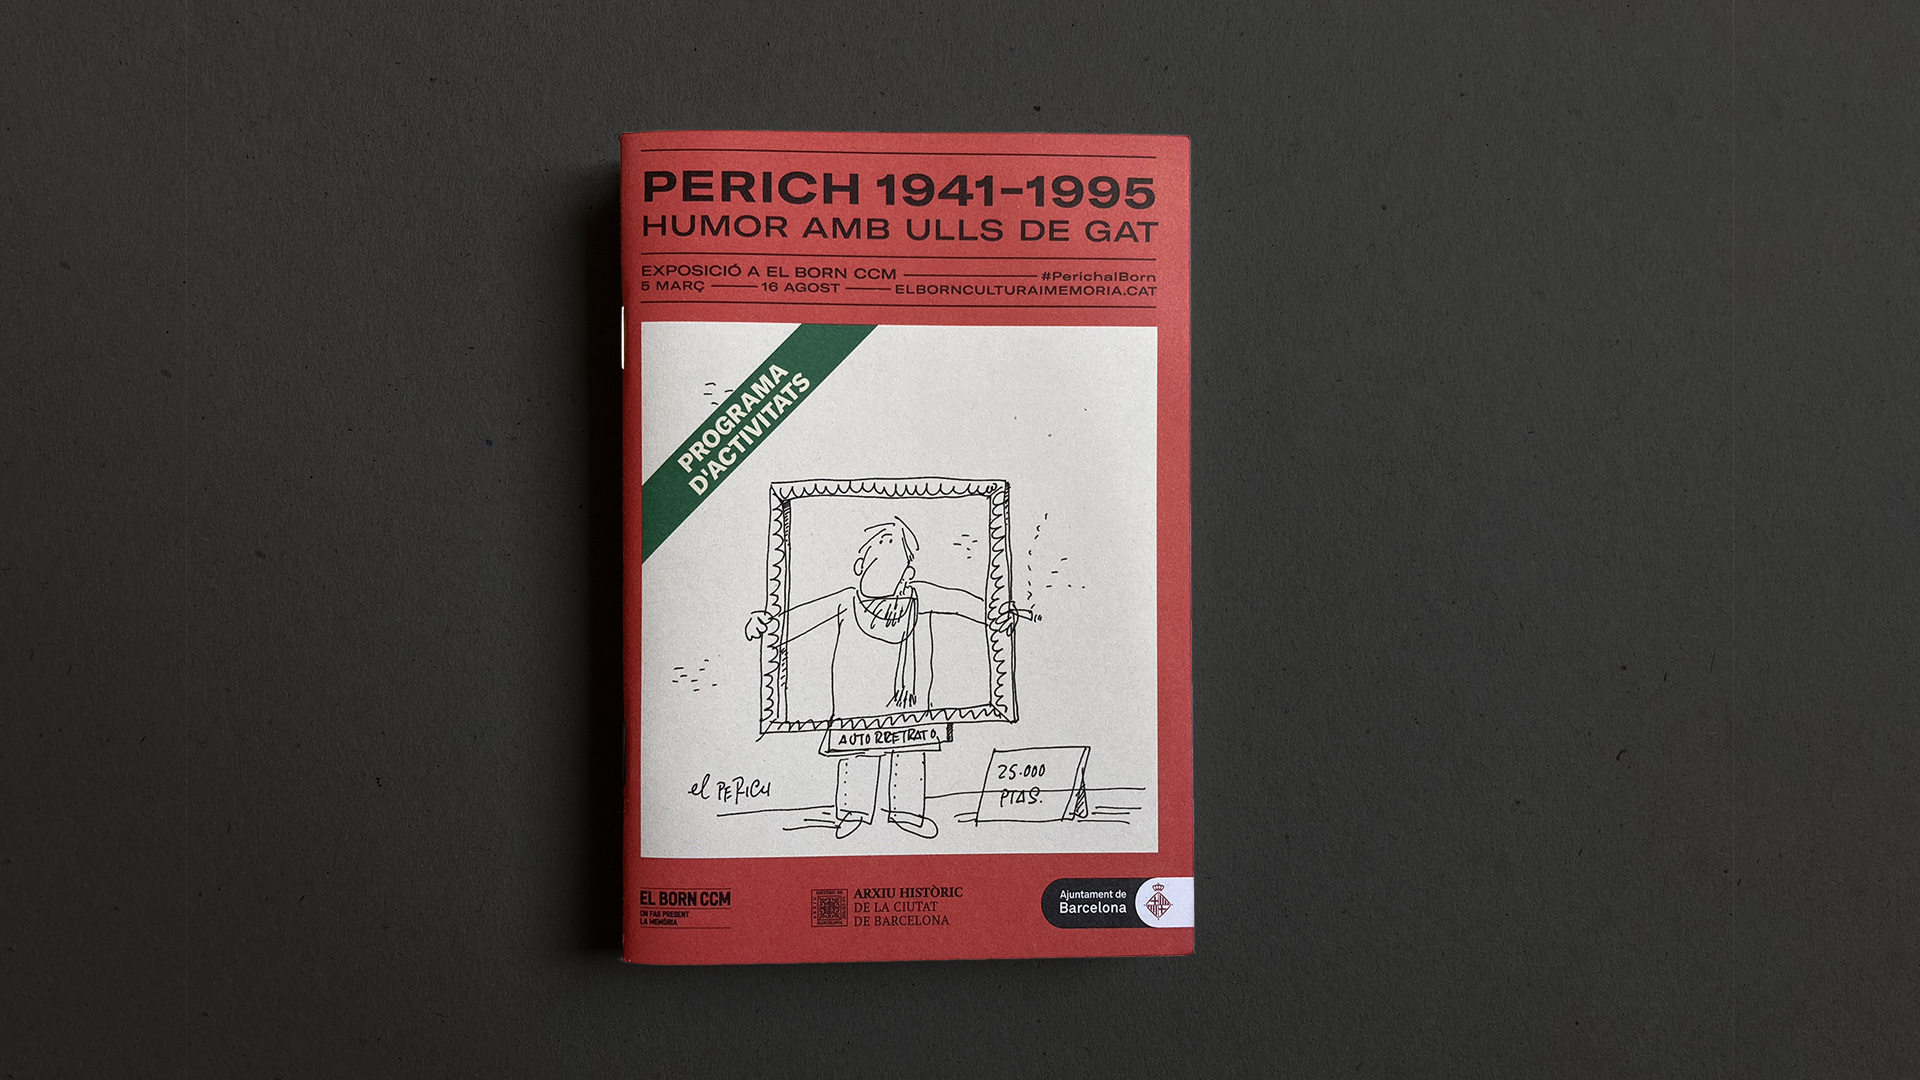 PERICH 1941–1995
HUMOR AMB ULLS DE GAT
EXPOSICIÓ A EL BORN CCM #PerichalBorn
5 MARÇ 16 AGOST ELBORNCULTURAIMEMORIA.CAT
PROGRAMA
D'ACTIVITATS
AUTORRETRATO
el PERICH
25.000
PTAS.
EL BORN CCM
ON FAS PRESENT
LA MEMÒRIA
ARXIU HISTÒRIC
DE LA CIUTAT
DE BARCELONA
Ajuntament de
Barcelona